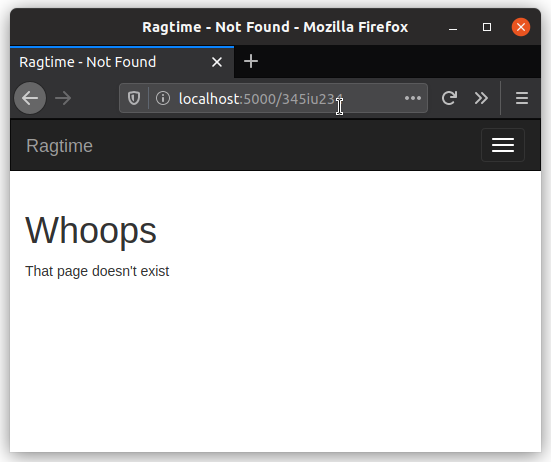 Ragtime - Not Found - Mozilla Firefox
Ragtime - Not Found
localhost:5000/345iu234
Ragtime
Whoops
That page doesn't exist